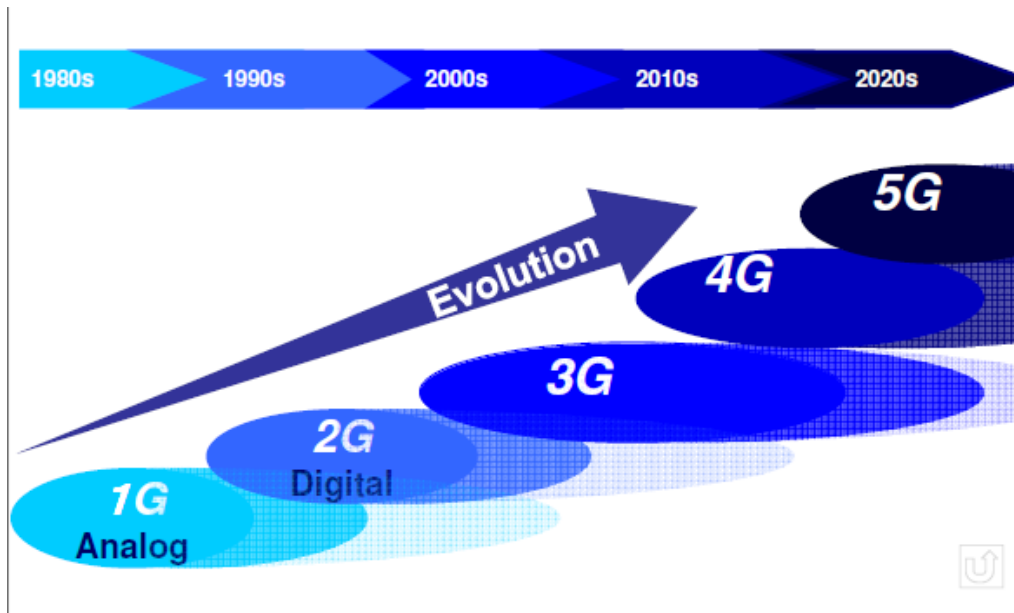 1980s
1990s
2000s
2010s
2020s
5G
4G
Evolution
3G
2G
Digital
1G
Analog